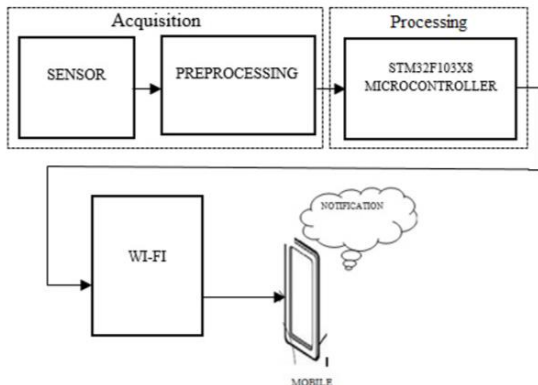 Acquisition
Processing
SENSOR
PREPROCESSING
STM32F103X8
MICROCONTROLLER
NOTIFICATION
WI-FI
MOBILE